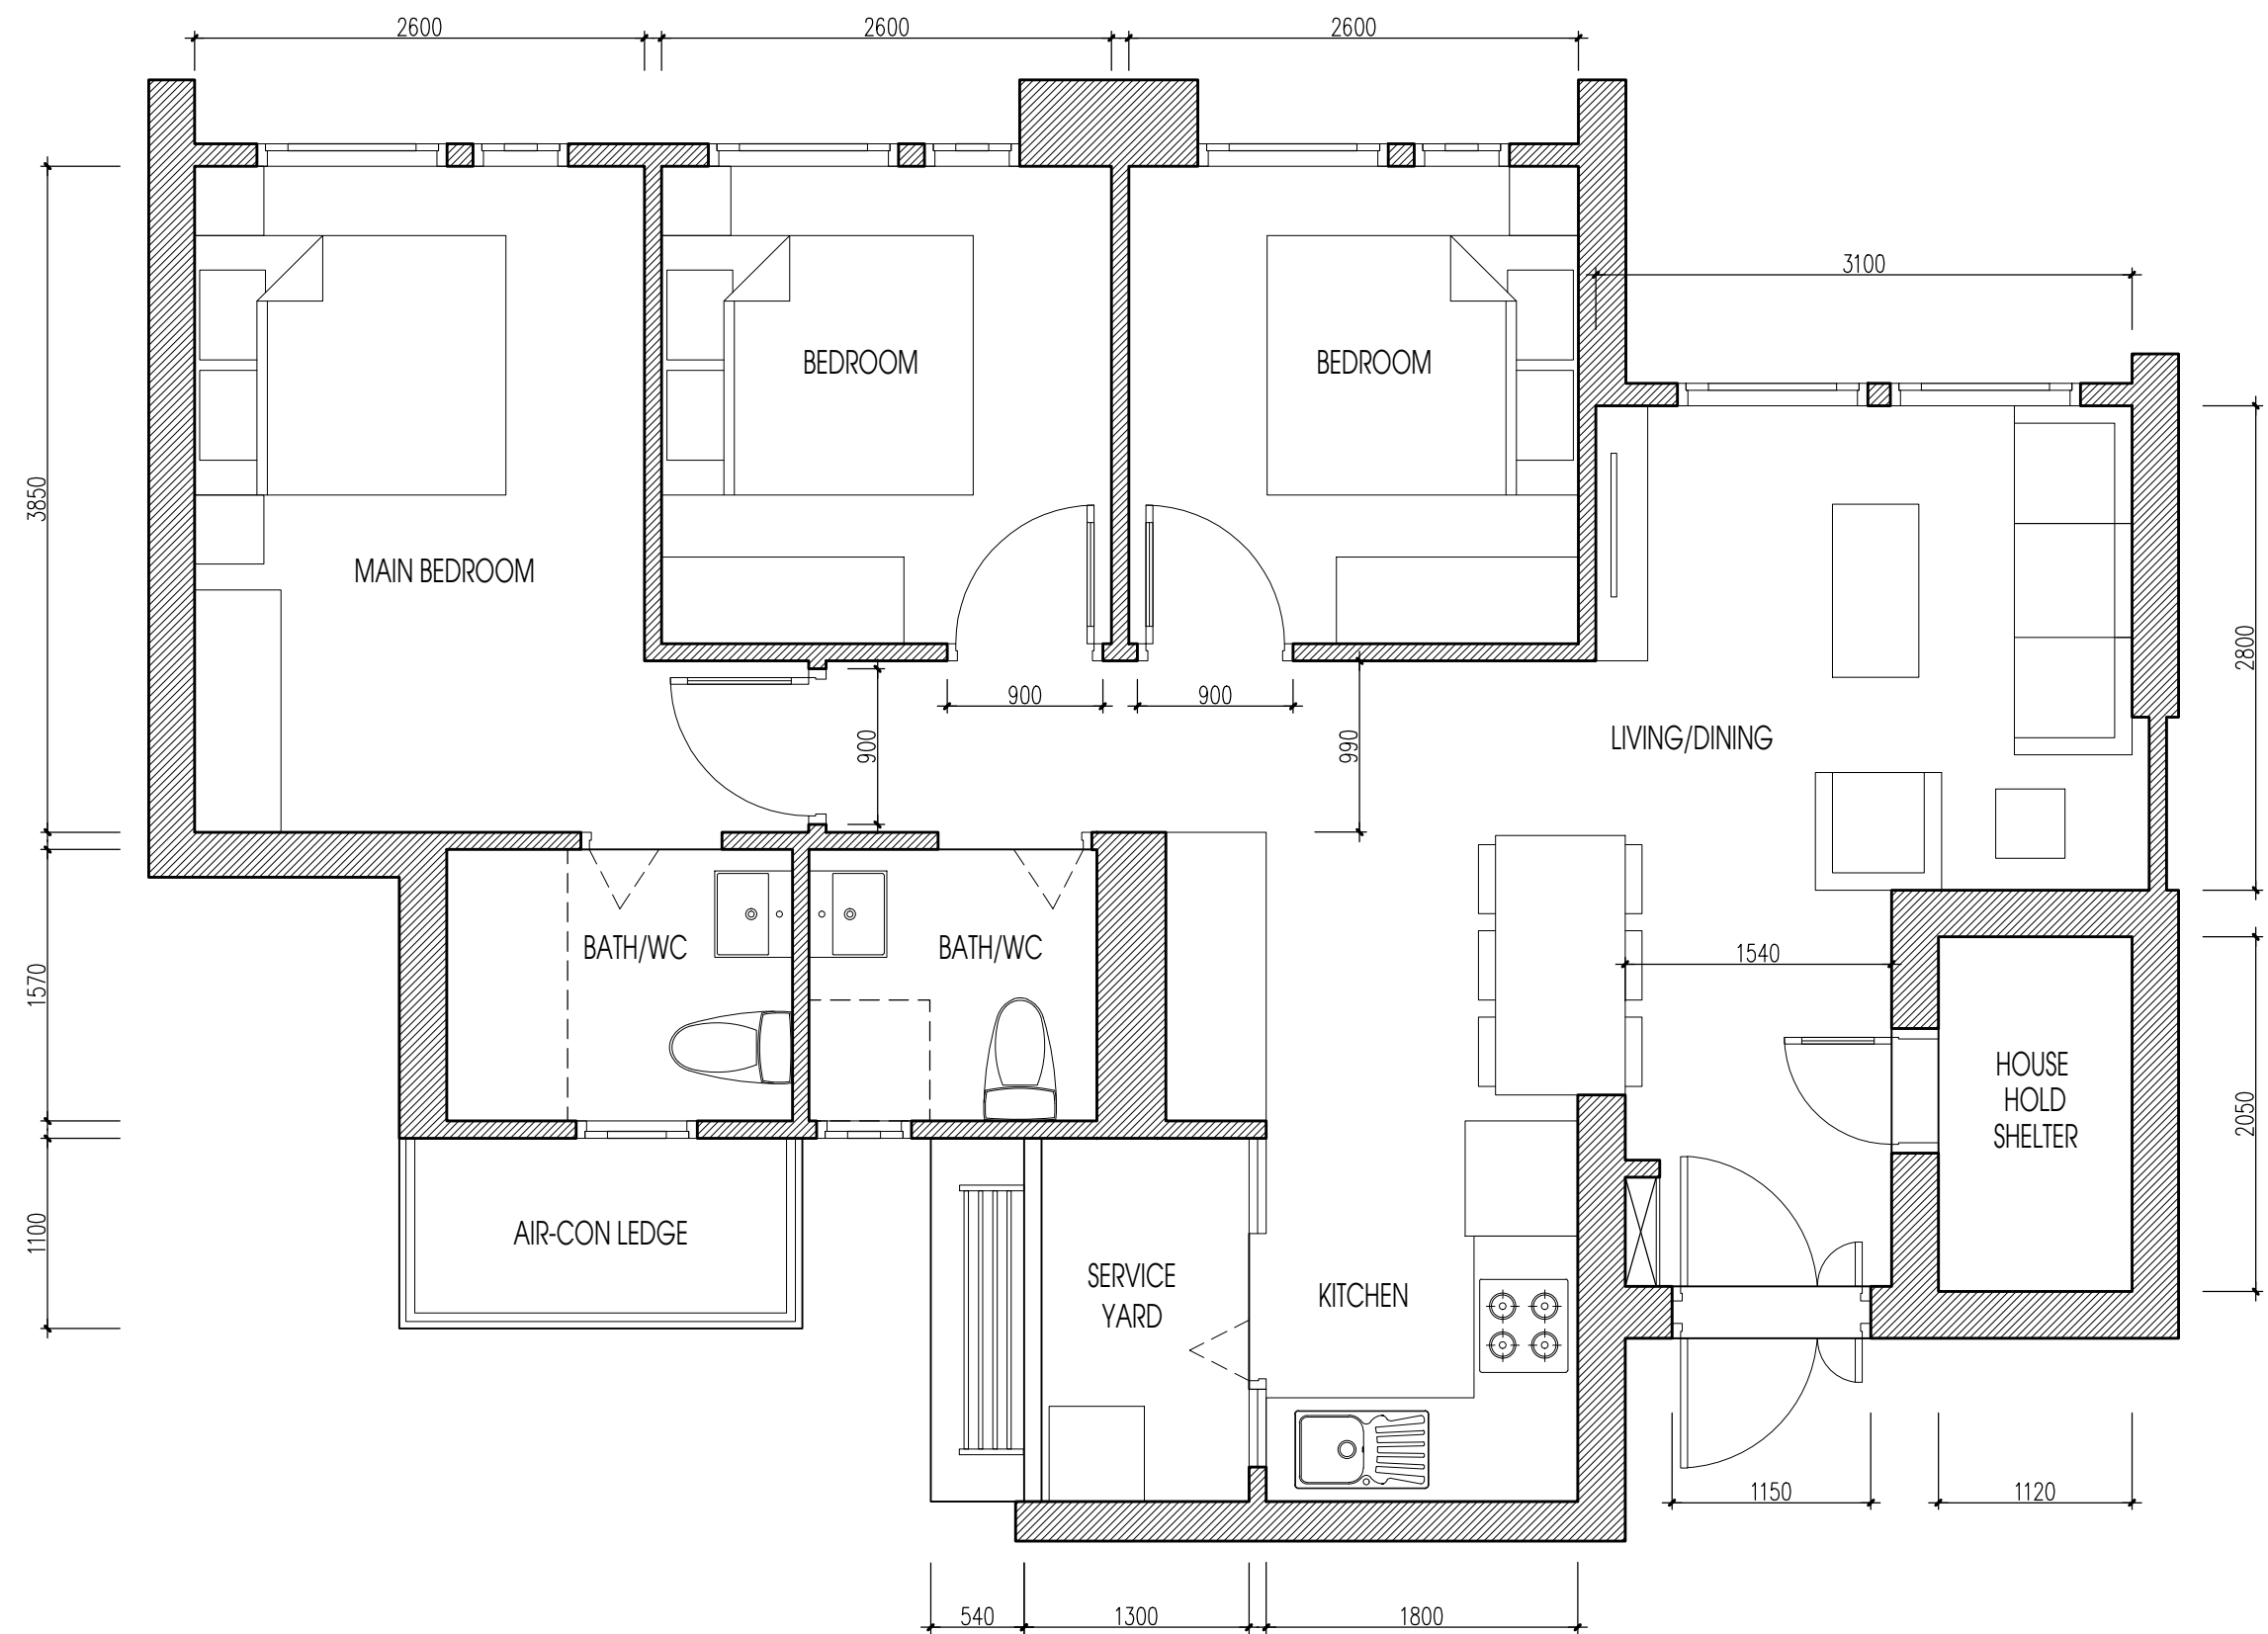 2600
2600
2600
3100
BEDROOM
BEDROOM
3850
MAIN BEDROOM
2800
900
900
900
990
LIVING/DINING
BATH/WC
BATH/WC
1540
1570
HOUSE
HOLD
SHELTER
2050
1100
AIR-CON LEDGE
SERVICE
YARD
KITCHEN
1150
1120
540
1300
1800